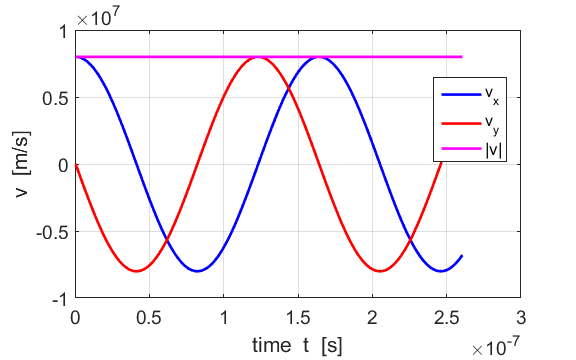 ×10⁷
1
0.5
0
-0.5
-1
v [m/s]
vₓ
v_y
|v|
0 0.5 1 1.5 2 2.5 3
time t [s]
×10⁻⁷